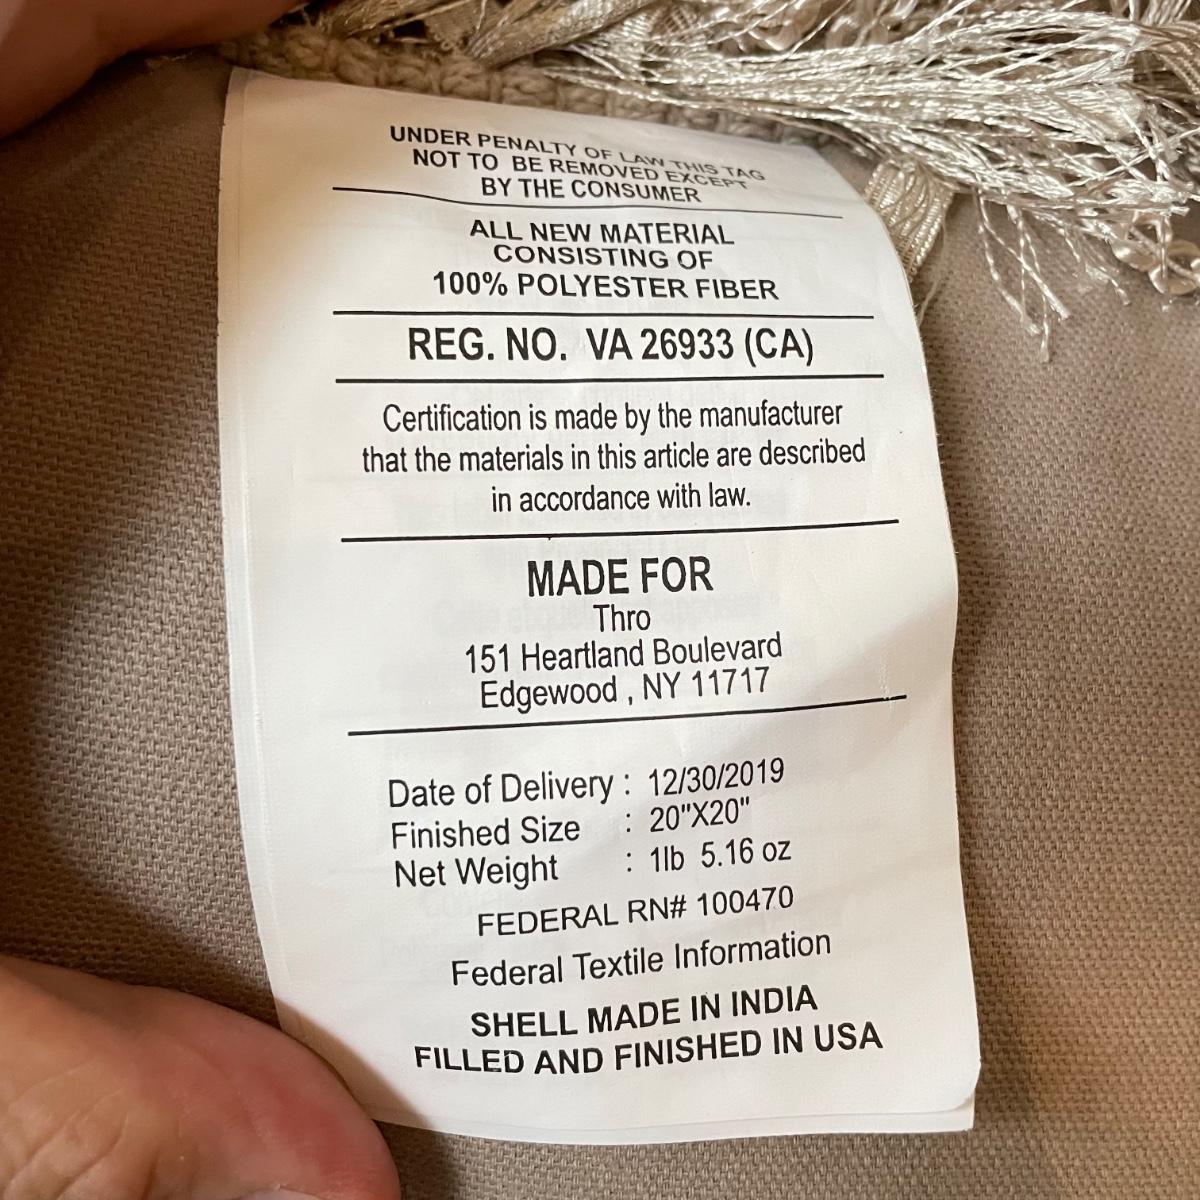 UNDER PENALTY OF LAW THIS TAG
NOT TO BE REMOVED EXCEPT
BY THE CONSUMER
ALL NEW MATERIAL
CONSISTING OF
100% POLYESTER FIBER
REG. NO. VA 26933 (CA)
Certification is made by the manufacturer
that the materials in this article are described
in accordance with law.
MADE FOR
Thro
151 Heartland Boulevard
Edgewood , NY 11717
Date of Delivery : 12/30/2019
Finished Size : 20"X20"
Net Weight : 1lb 5.16 oz
FEDERAL RN# 100470
Federal Textile Information
SHELL MADE IN INDIA
FILLED AND FINISHED IN USA